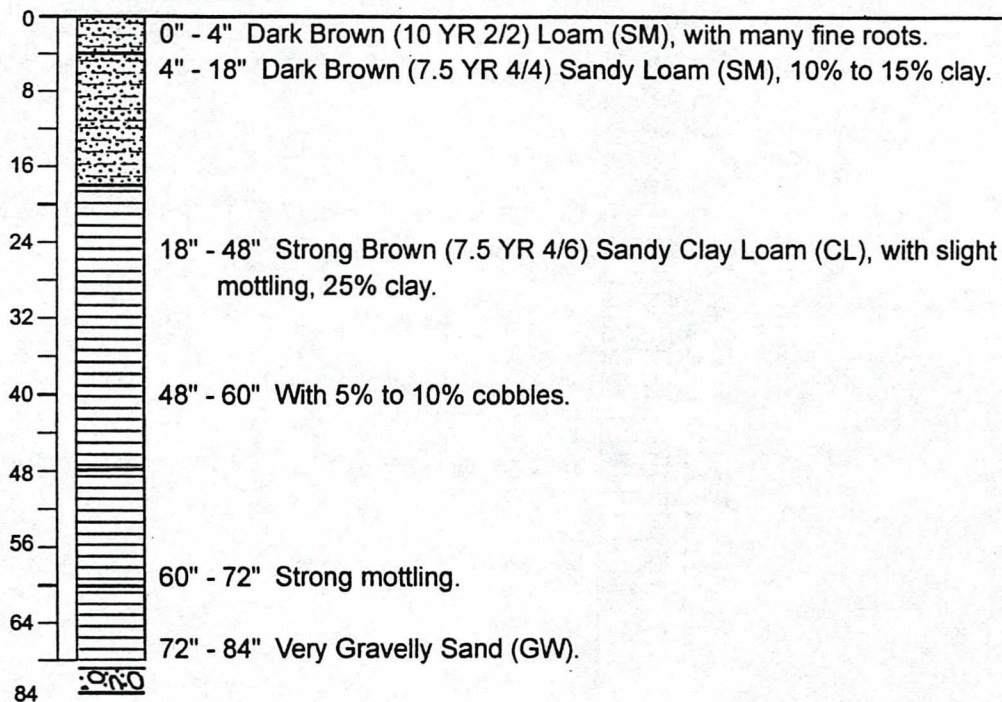 0
0" - 4" Dark Brown (10 YR 2/2) Loam (SM), with many fine roots.
4" - 18" Dark Brown (7.5 YR 4/4) Sandy Loam (SM), 10% to 15% clay.
8
16
24
18" - 48" Strong Brown (7.5 YR 4/6) Sandy Clay Loam (CL), with slight
mottling, 25% clay.
32
40
48" - 60" With 5% to 10% cobbles.
48
56
60" - 72" Strong mottling.
64
72" - 84" Very Gravelly Sand (GW).
84